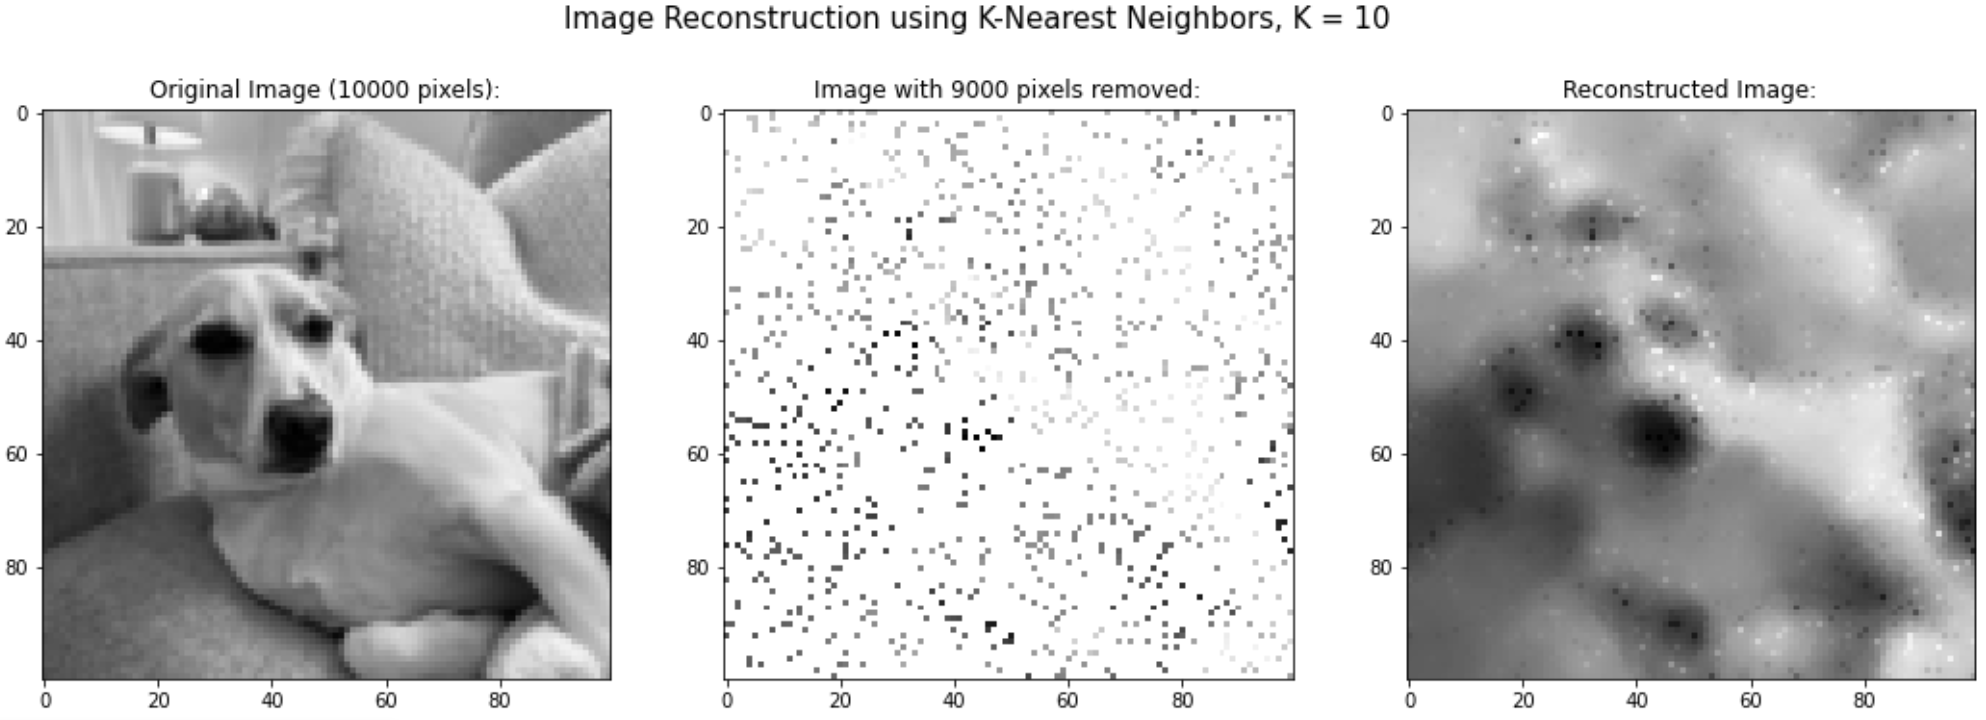 Image Reconstruction using K-Nearest Neighbors, K = 10
Original Image (10000 pixels):
0
20
40
60
80
0 20 40 60 80
Image with 9000 pixels removed:
0
20
40
60
80
0 20 40 60 80
Reconstructed Image:
0
20
40
60
80
0 20 40 60 80